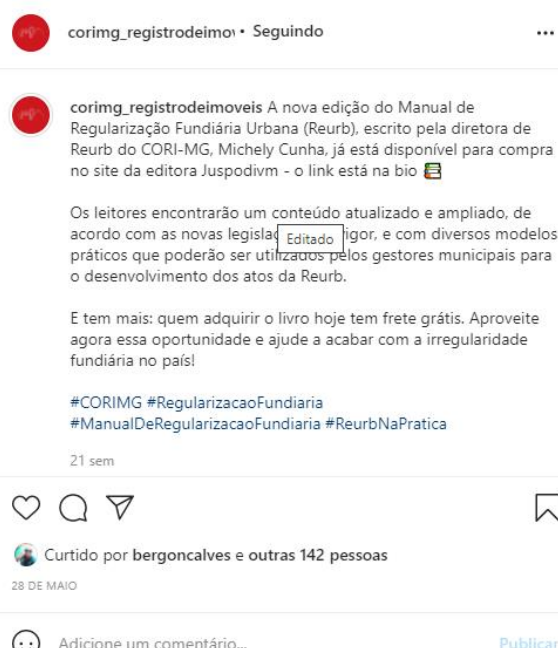 corimg_registrodeimov • Seguindo
corimg_registrodeimoveis A nova edição do Manual de
Regularização Fundiária Urbana (Reurb), escrito pela diretora de
Reurb do CORI-MG, Michely Cunha, já está disponível para compra
no site da editora Juspodivm - o link está na bio
Os leitores encontrarão um conteúdo atualizado e ampliado, de
acordo com as novas Editado e com diversos modelos
práticos que poderão ser utilizados pelos gestores municipais para
o desenvolvimento dos atos da Reurb.
E tem mais: quem adquirir o livro hoje tem frete grátis. Aproveite
agora essa oportunidade e ajude a acabar com a irregularidade
fundiária no país!
#CORIMG #RegularizacaoFundiaria
#ManualDeRegularizacaoFundiaria #ReurbNaPratica
21 sem
Curtido por bergoncalves e outras 142 pessoas
28 DE MAIO
Adicione um comentário...
Publicar